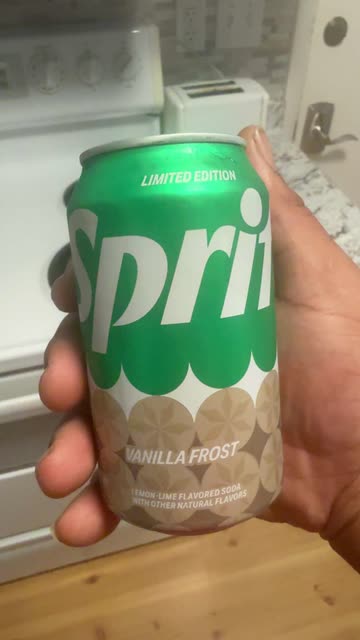 LIMITED EDITION
Sprit
VANILLA FROST
LEMON-LIME FLAVORED SODA
WITH OTHER NATURAL FLAVORS